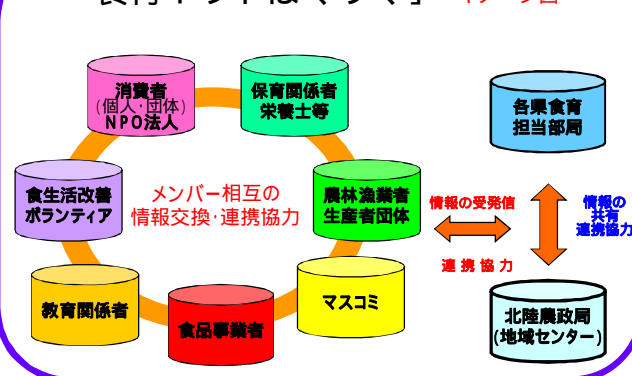 消費者
(個人・団体)
NPO法人
保育関係者
栄養士等
各県食育
担当部局
食生活改善
ボランティア
メンバー相互の
情報交換・連携協力
農林漁業者
生産者団体
情報の受発信
連携協力
情報の
共有
連携協力
教育関係者
食品事業者
マスコミ
北陸農政局
(地域センター)